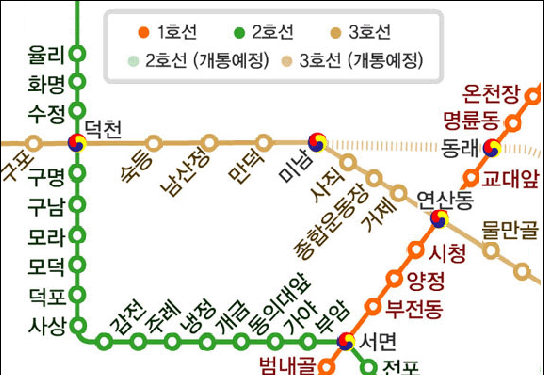 1호선 2호선 3호선
2호선 (개통예정) 3호선 (개통예정)
율리
화명
수정
덕천
구포
숙등
남산정
만덕
미남
사직
종합운동장
거제
연산동
물만골
온천장
명륜동
동래
교대앞
시청
양정
부전동
서면
범내골
전포
구명
구남
모라
모덕
덕포
사상
감전
주례
냉정
개금
동의대앞
가야
부암